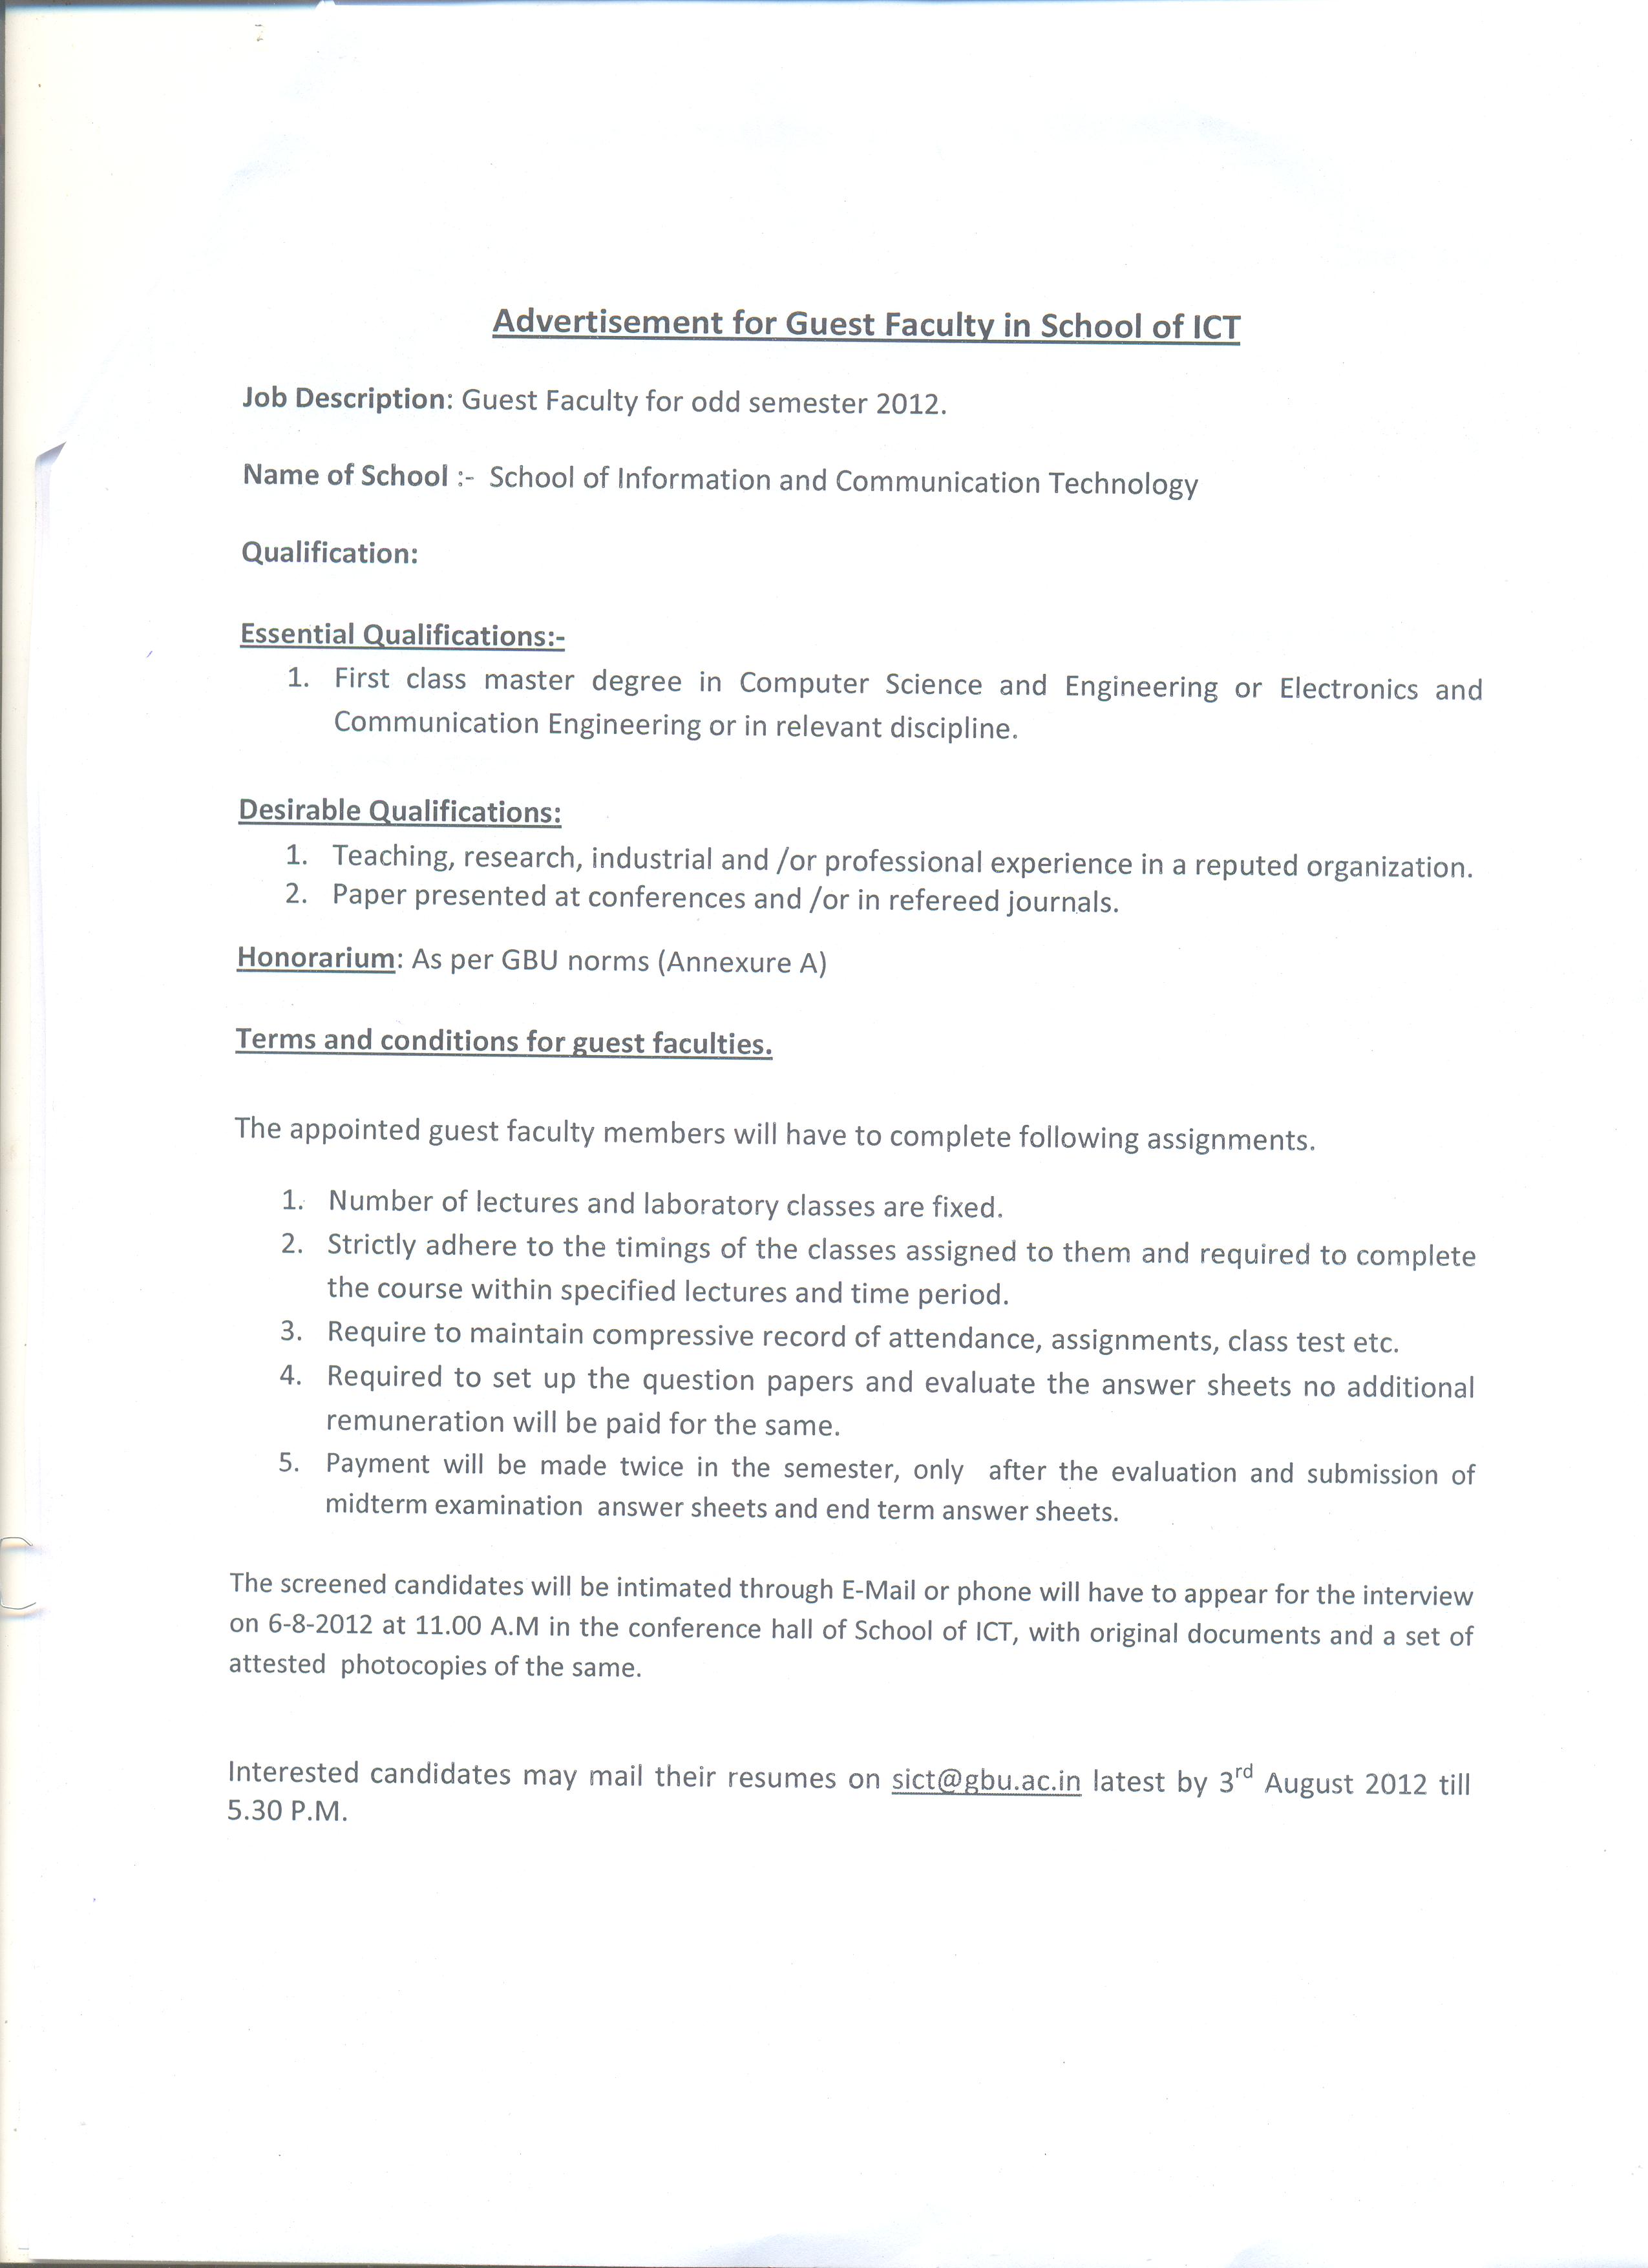 Advertisement for Guest Faculty in School of ICT
Job Description: Guest Faculty for odd semester 2012.
Name of School :- School of Information and Communication Technology
Qualification:
Essential Qualifications:-
1. First class master degree in Computer Science and Engineering or Electronics and
Communication Engineering or in relevant discipline.
Desirable Qualifications:
1. Teaching, research, industrial and /or professional experience in a reputed organization.
2. Paper presented at conferences and /or in refereed journals.
Honorarium: As per GBU norms (Annexure A)
Terms and conditions for guest faculties.
The appointed guest faculty members will have to complete following assignments.
1. Number of lectures and laboratory classes are fixed.
2. Strictly adhere to the timings of the classes assigned to them and required to complete
the course within specified lectures and time period.
3. Require to maintain compressive record of attendance, assignments, class test etc.
4. Required to set up the question papers and evaluate the answer sheets no additional
remuneration will be paid for the same.
5. Payment will be made twice in the semester, only after the evaluation and submission of
midterm examination answer sheets and end term answer sheets.
The screened candidates will be intimated through E-Mail or phone will have to appear for the interview
on 6-8-2012 at 11.00 A.M in the conference hall of School of ICT, with original documents and a set of
attested photocopies of the same.
Interested candidates may mail their resumes on sict@gbu.ac.in latest by 3rd August 2012 till
5.30 P.M.